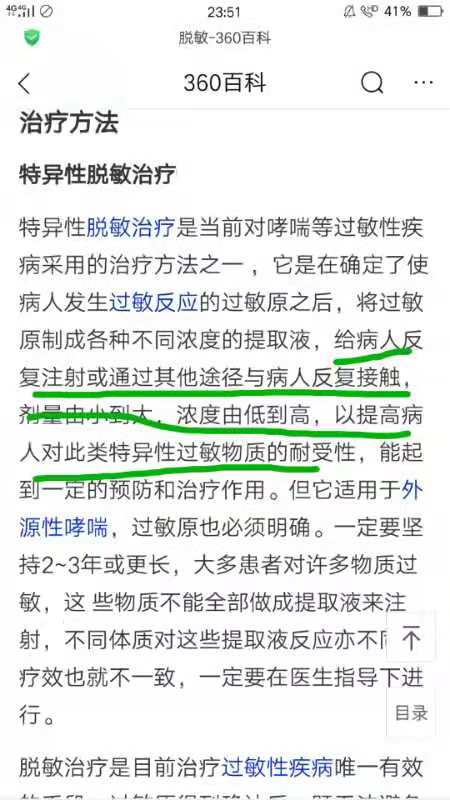 4G 4G 23:51 41%
脱敏-360百科
360百科
治疗方法
特异性脱敏治疗
特异性脱敏治疗是当前对哮喘等过敏性疾
病采用的治疗方法之一，它是在确定了使
病人发生过敏反应的过敏原之后，将过敏
原制成各种不同浓度的提取液，给病人反
复注射或通过其他途径与病人反复接触，
剂量由小到大，浓度由低到高，以提高病
人对此类特异性过敏物质的耐受性，能起
到一定的预防和治疗作用。但它适用于外
源性哮喘，过敏原也必须明确。一定要坚
持2~3年或更长，大多患者对许多物质过
敏，这 些物质不能全部做成提取液来注
射，不同体质对这些提取液反应亦不同
疗效也就不一致，一定要在医生指导下进
行。
目录
脱敏治疗是目前治疗过敏性疾病唯一有效